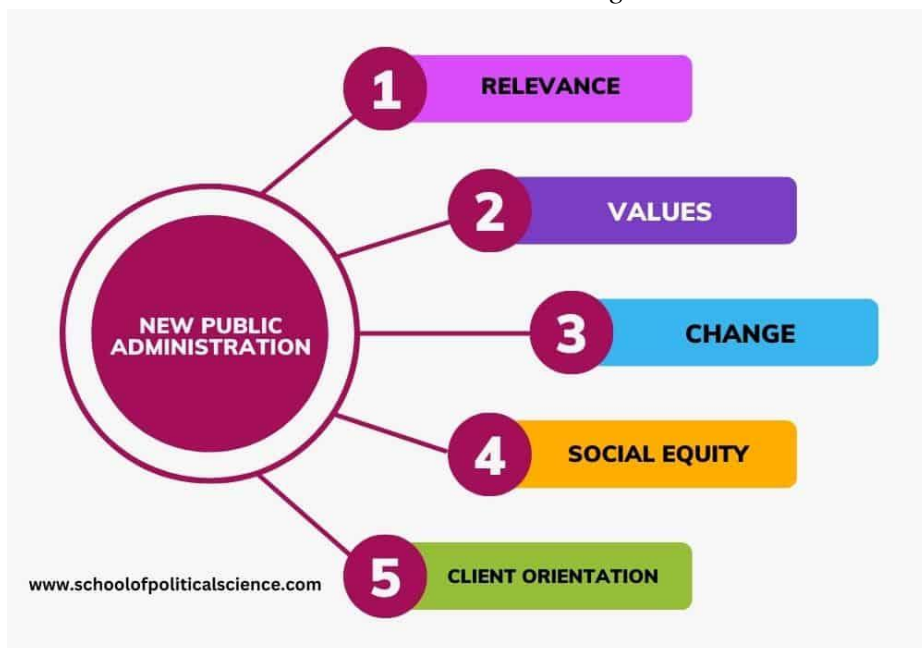 1
RELEVANCE
2
VALUES
NEW PUBLIC
ADMINISTRATION
3
CHANGE
4
SOCIAL EQUITY
5
CLIENT ORIENTATION
www.schoolofpoliticalscience.com